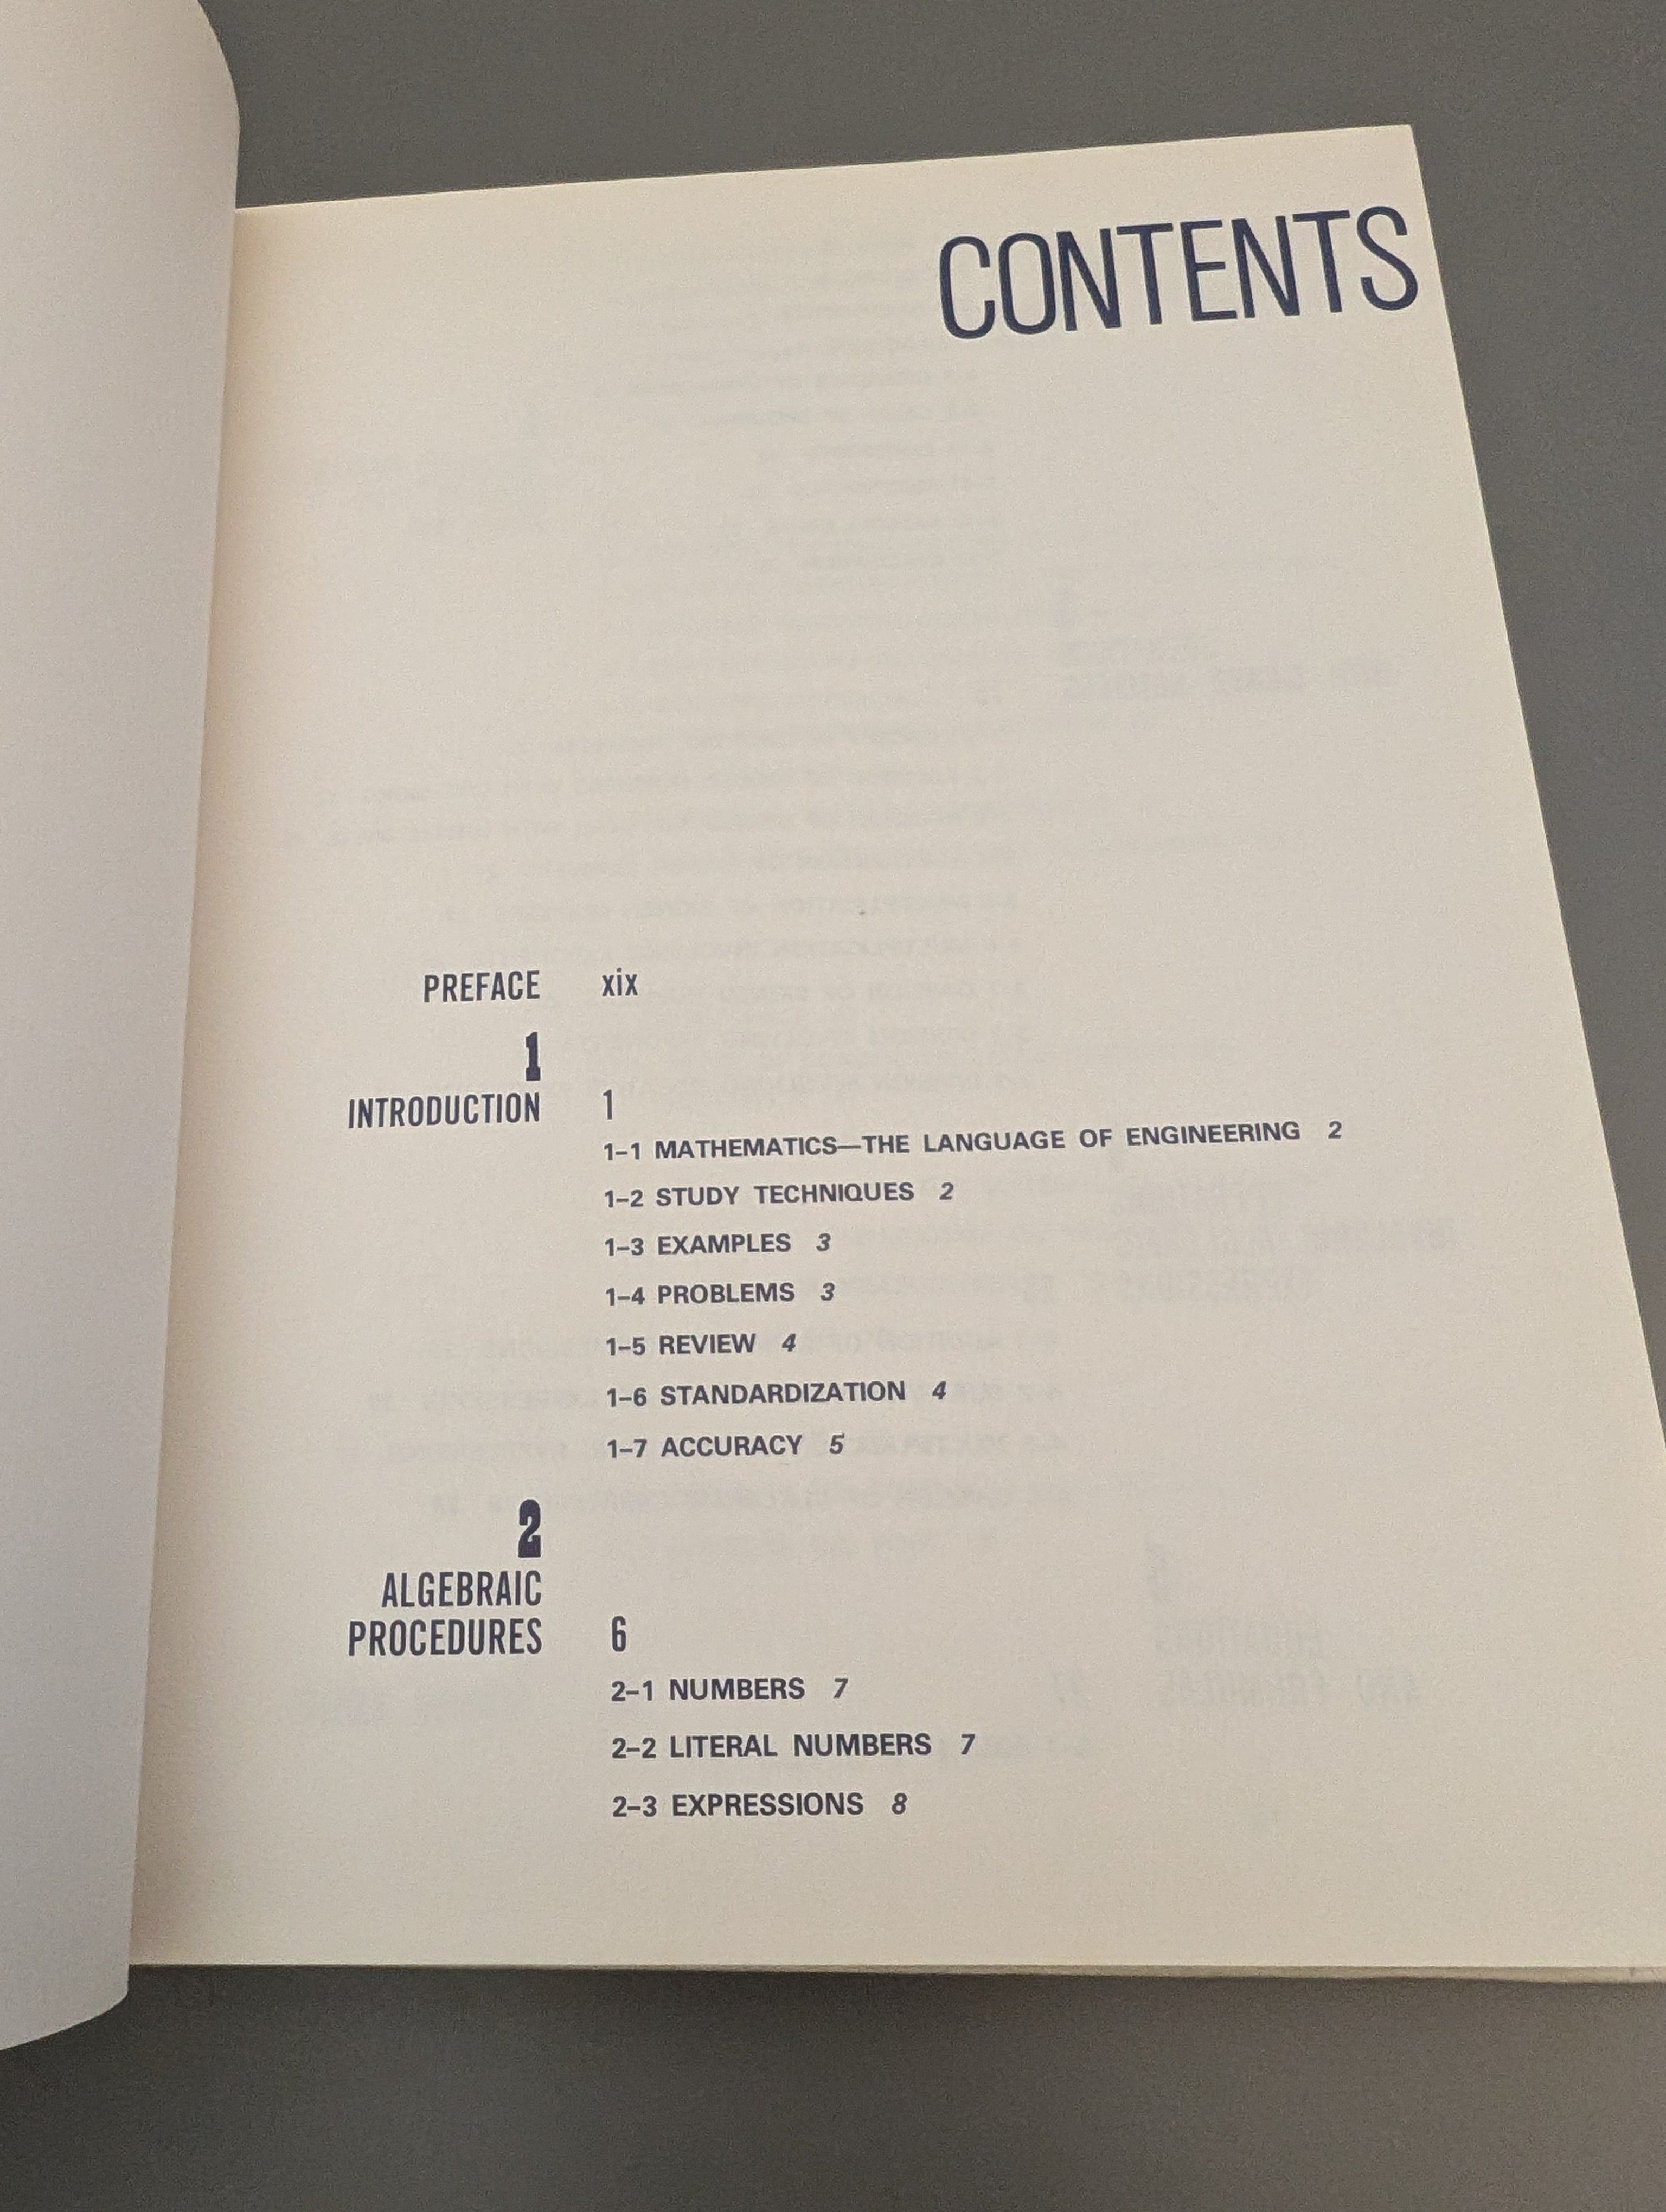 CONTENTS
PREFACE xix
1
INTRODUCTION 1
1–1 MATHEMATICS—THE LANGUAGE OF ENGINEERING 2
1–2 STUDY TECHNIQUES 2
1–3 EXAMPLES 3
1–4 PROBLEMS 3
1–5 REVIEW 4
1–6 STANDARDIZATION 4
1–7 ACCURACY 5
2
ALGEBRAIC
PROCEDURES 6
2–1 NUMBERS 7
2–2 LITERAL NUMBERS 7
2–3 EXPRESSIONS 8